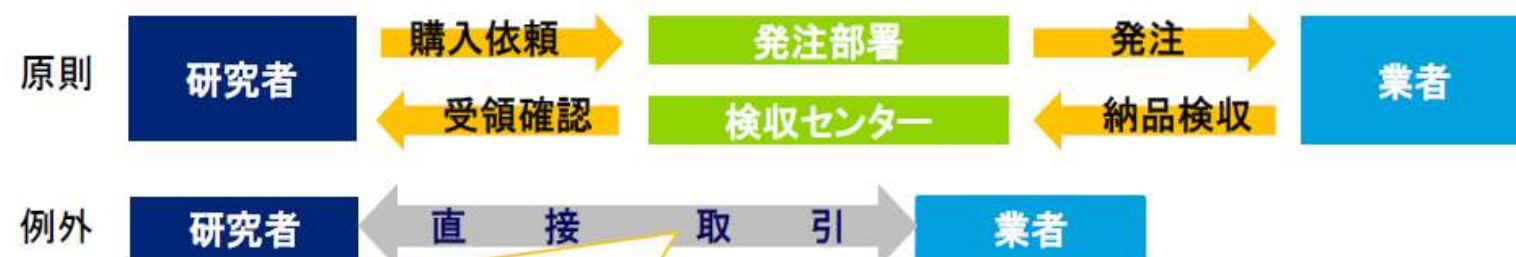 購入依頼 発注部署 発注
原則 研究者 業者
受領確認 検収センター 納品検収
例外 研究者 直接取引 業者